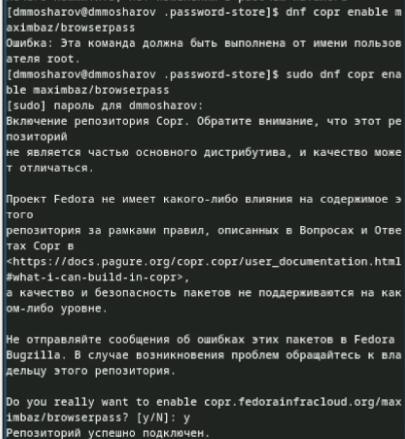 [dmmosharov@dmmosharov .password-store]$ dnf copr enable m
aximbaz/browserpass
Ошибка: Эта команда должна быть выполнена от имени пользов
ателя root.
[dmmosharov@dmmosharov .password-store]$ sudo dnf copr ena
ble maximbaz/browserpass
[sudo] пароль для dmmosharov:
Включение репозитория Copr. Обратите внимание, что этот ре
позиторий
не является частью основного дистрибутива, и качество може
т отличаться.

Проект Fedora не имеет какого-либо влияния на содержимое э
того
репозитория за рамками правил, описанных в Вопросах и Отве
тах Copr в
<https://docs.pagure.org/copr.copr/user_documentation.html
#what-i-can-build-in-copr>,
а качество и безопасность пакетов не поддерживаются на как
ом-либо уровне.

Не отправляйте сообщения об ошибках этих пакетов в Fedora
Bugzilla. В случае возникновения проблем обращайтесь к вла
дельцу этого репозитория.

Do you really want to enable copr.fedorainfracloud.org/max
imbaz/browserpass? [y/N]: y
Репозиторий успешно подключен.